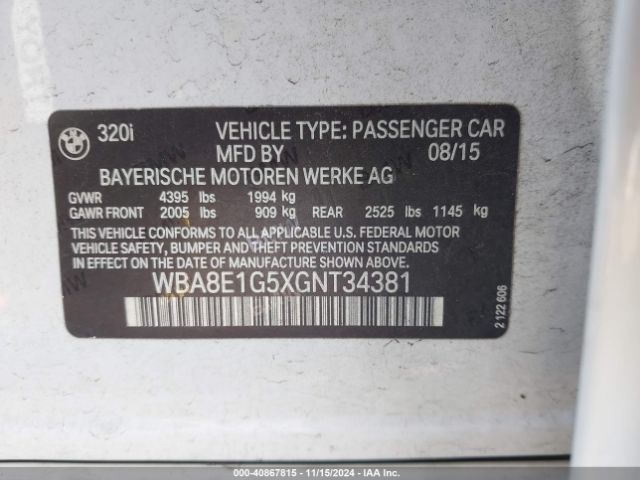 BMW
320i
VEHICLE TYPE: PASSENGER CAR
MFD BY 08/15
BAYERISCHE MOTOREN WERKE AG
GVWR 4395 lbs 1994 kg
GAWR FRONT 2005 lbs 909 kg REAR 2525 lbs 1145 kg
THIS VEHICLE CONFORMS TO ALL APPLICABLE U.S. FEDERAL MOTOR
VEHICLE SAFETY, BUMPER AND THEFT PREVENTION STANDARDS IN
EFFECT ON THE DATE OF MANUFACTURE SHOWN ABOVE.
WBA8E1G5XGNT34381
2 122 606
000-40867815 - 11/15/2024 - IAA Inc.